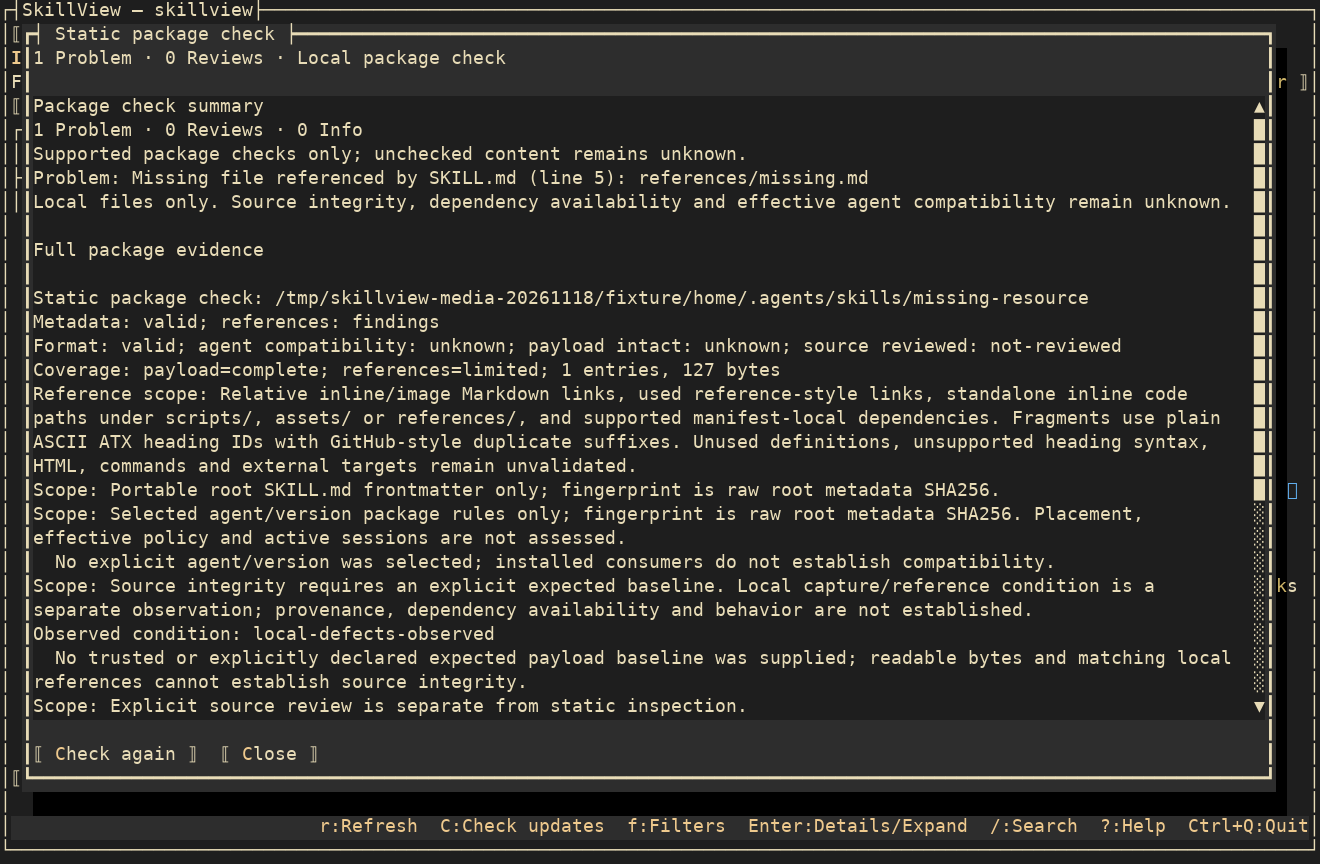 SkillView — skillview
Static package check
1 Problem · 0 Reviews · Local package check
I
F
r
Package check summary
1 Problem · 0 Reviews · 0 Info
Supported package checks only; unchecked content remains unknown.
Problem: Missing file referenced by SKILL.md (line 5): references/missing.md
Local files only. Source integrity, dependency availability and effective agent compatibility remain unknown.
Full package evidence
Static package check: /tmp/skillview-media-20261118/fixture/home/.agents/skills/missing-resource
Metadata: valid; references: findings
Format: valid; agent compatibility: unknown; payload intact: unknown; source reviewed: not-reviewed
Coverage: payload=complete; references=limited; 1 entries, 127 bytes
Reference scope: Relative inline/image Markdown links, used reference-style links, standalone inline code
paths under scripts/, assets/ or references/, and supported manifest-local dependencies. Fragments use plain
ASCII ATX heading IDs with GitHub-style duplicate suffixes. Unused definitions, unsupported heading syntax,
HTML, commands and external targets remain unvalidated.
Scope: Portable root SKILL.md frontmatter only; fingerprint is raw root metadata SHA256.
Scope: Selected agent/version package rules only; fingerprint is raw root metadata SHA256. Placement,
effective policy and active sessions are not assessed.
No explicit agent/version was selected; installed consumers do not establish compatibility.
Scope: Source integrity requires an explicit expected baseline. Local capture/reference condition is a
ks
separate observation; provenance, dependency availability and behavior are not established.
Observed condition: local-defects-observed
No trusted or explicitly declared expected payload baseline was supplied; readable bytes and matching local
references cannot establish source integrity.
Scope: Explicit source review is separate from static inspection.
⟦ Check again ⟧ ⟦ Close ⟧
r:Refresh C:Check updates f:Filters Enter:Details/Expand /:Search ?:Help Ctrl+Q:Quit